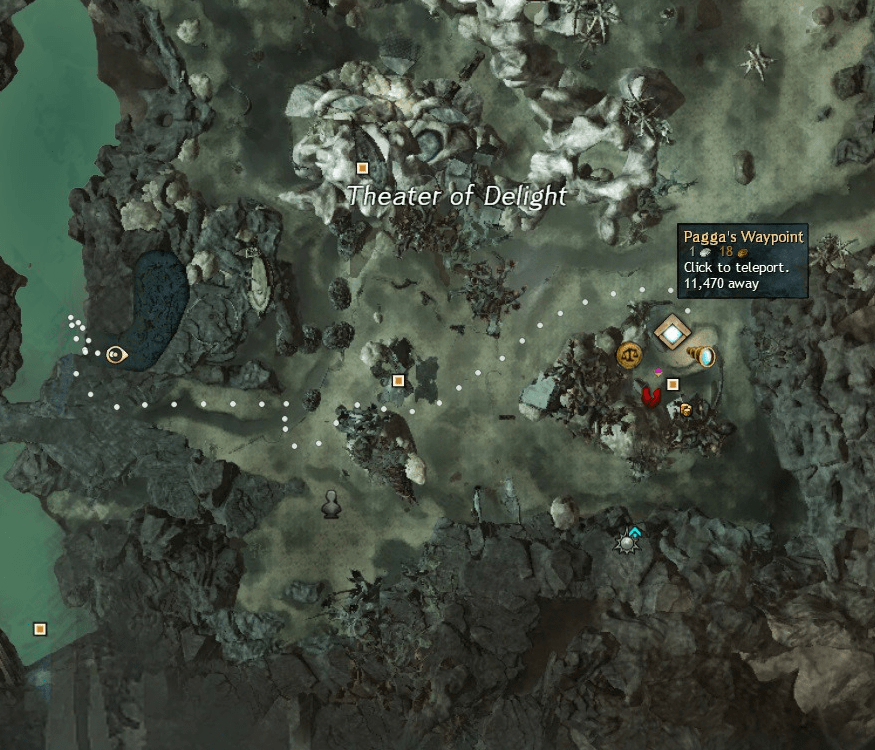 Theater of Delight
Pagga's Waypoint
1 18
Click to teleport.
11,470 away